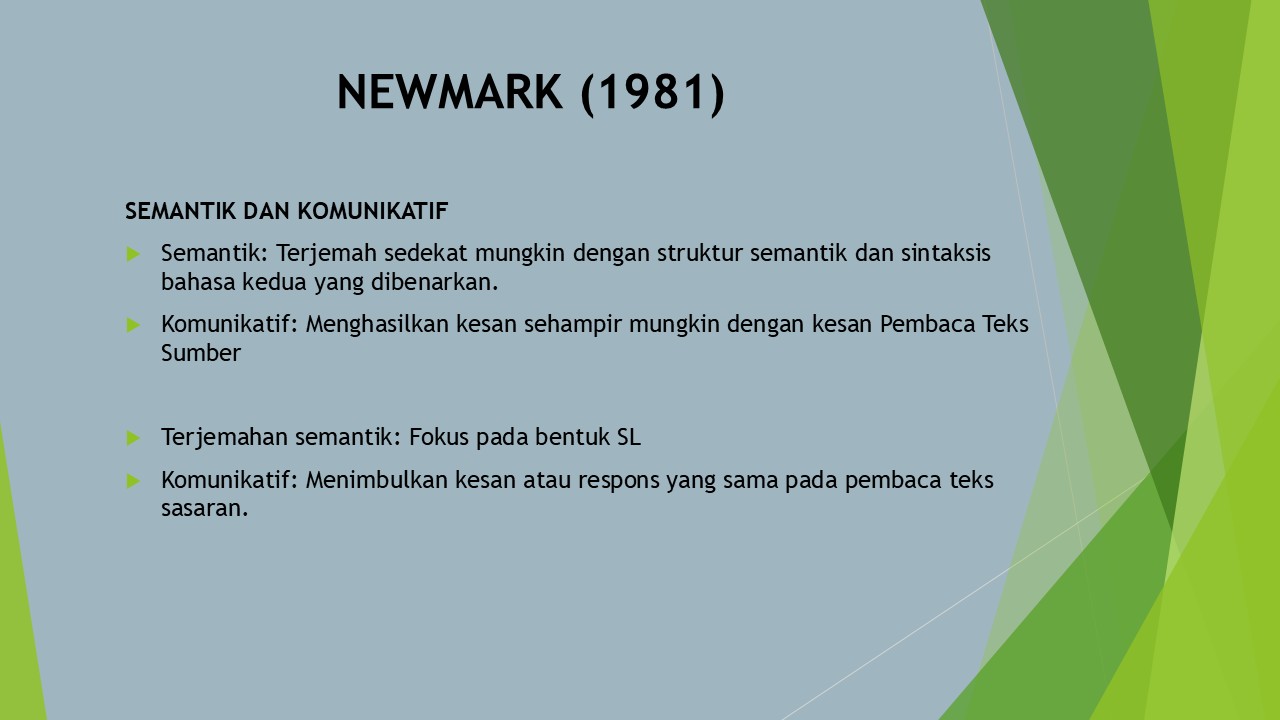 NEWMARK (1981)
SEMANTIK DAN KOMUNIKATIF
Semantik: Terjemah sedekat mungkin dengan struktur semantik dan sintaksis
bahasa kedua yang dibenarkan.
Komunikatif: Menghasilkan kesan sehampir mungkin dengan kesan Pembaca Teks
Sumber
Terjemahan semantik: Fokus pada bentuk SL
Komunikatif: Menimbulkan kesan atau respons yang sama pada pembaca teks
sasaran.